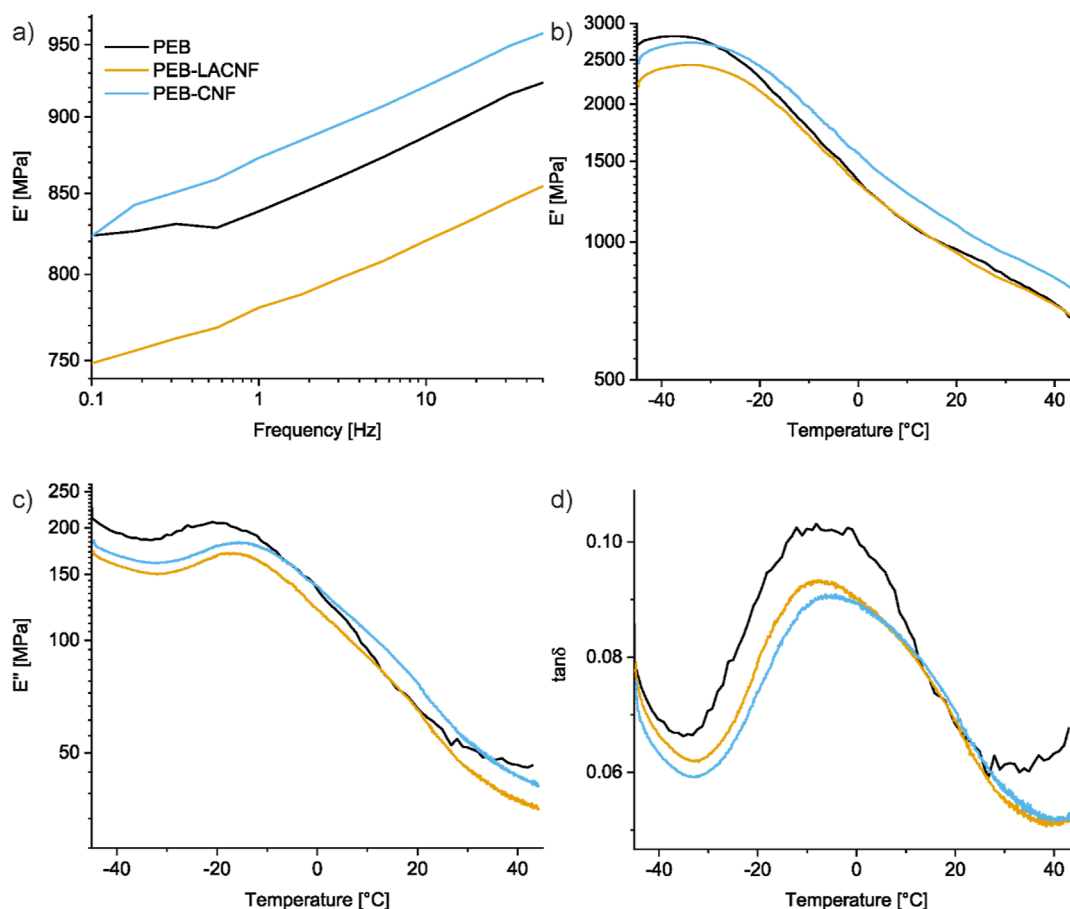 a)
PEB
PEB-LACNF
PEB-CNF
950
900
850
800
750
E' [MPa]
0.1
1
10
Frequency [Hz]
b)
3000
2500
2000
1500
1000
500
E' [MPa]
-40
-20
0
20
40
Temperature [°C]
c)
250
200
150
100
50
E'' [MPa]
-40
-20
0
20
40
Temperature [°C]
d)
0.10
0.08
0.06
tanδ
-40
-20
0
20
40
Temperature [°C]